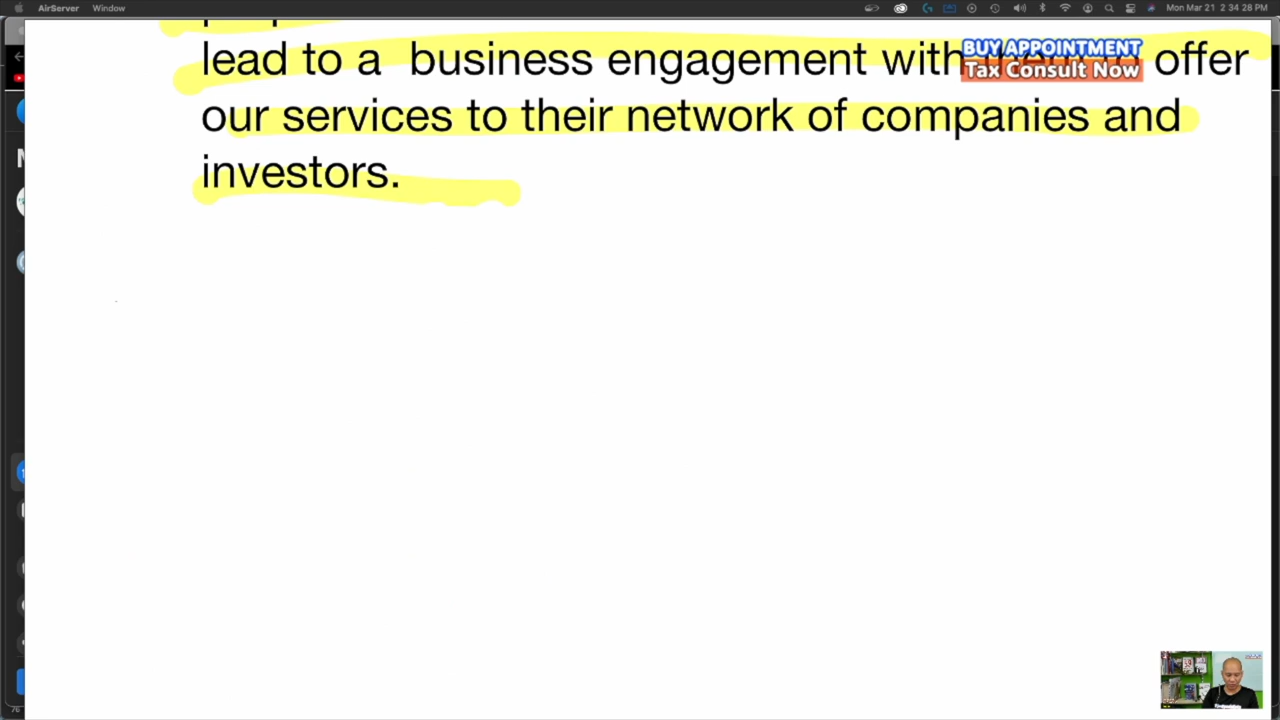 AirServer Window Mon Mar 21 2 34 28 PM
BUY APPOINTMENT
Tax Consult Now
lead to a business engagement with offer
our services to their network of companies and
investors.